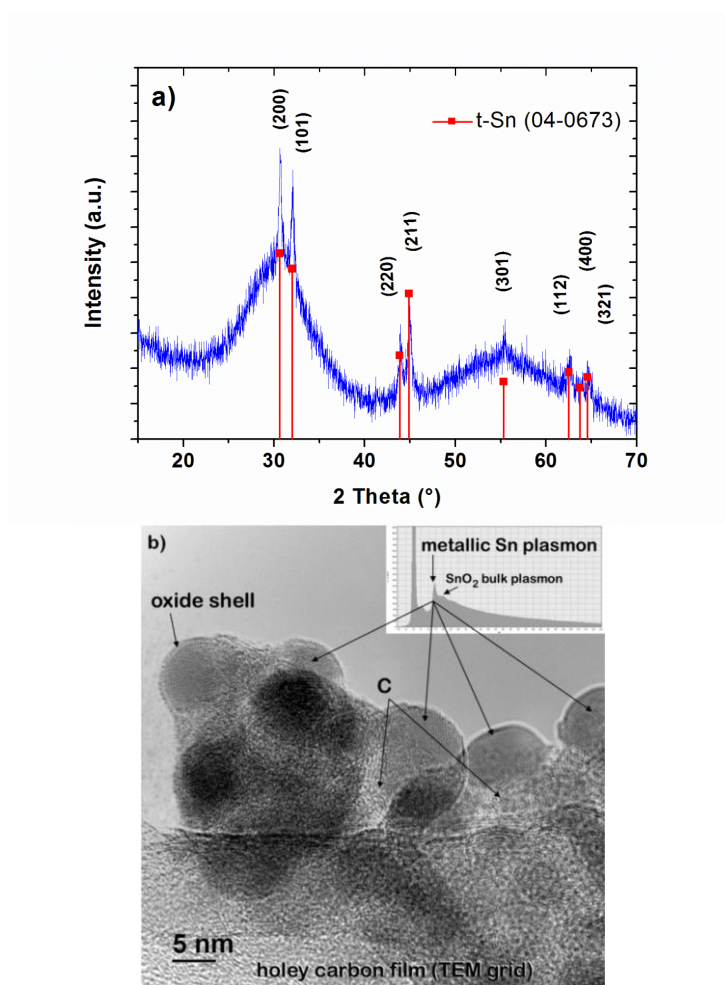 a)
(200)
(101)
t-Sn (04-0673)
(220)
(211)
(301)
(112)
(400)
(321)
Intensity (a.u.)
20 30 40 50 60 70
2 Theta (°)
b)
metallic Sn plasmon
SnO₂ bulk plasmon
oxide shell
C
5 nm
holey carbon film (TEM grid)